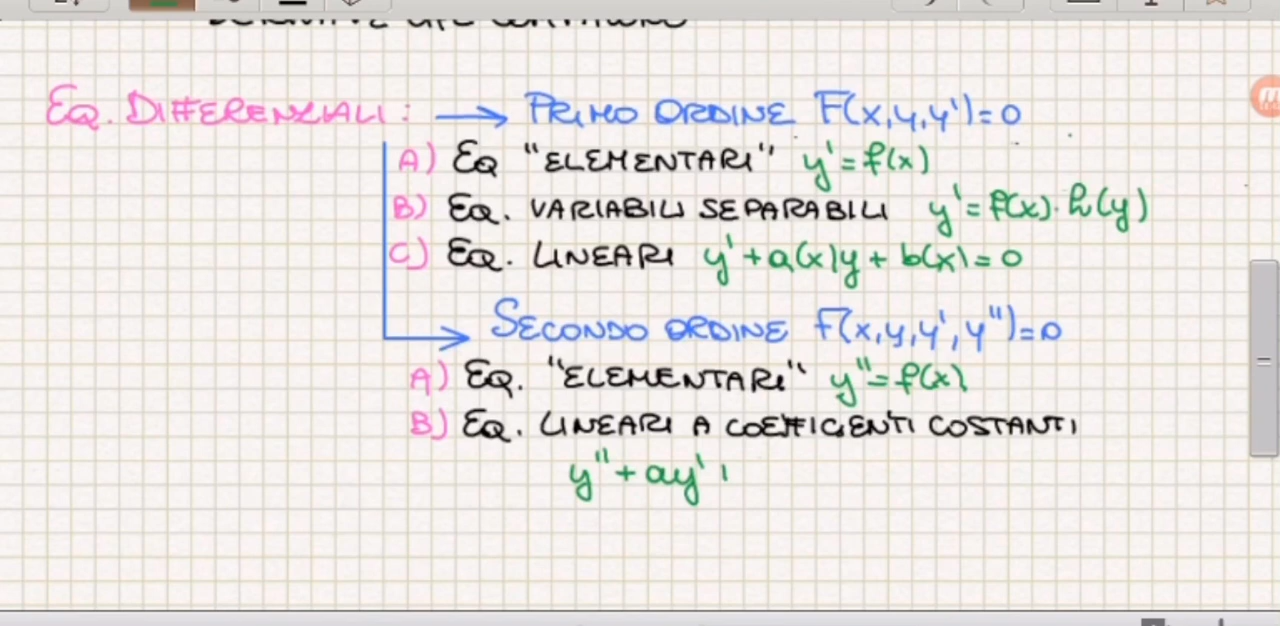 EQ. DIFFERENZIALI: → PRIMO ORDINE F(x,y,y')=0
A) EQ "ELEMENTARI" y'=f(x)
B) EQ. VARIABILI SEPARABILI y'=f(x)·h(y)
C) EQ. LINEARI y'+a(x)y+b(x)=0
SECONDO ORDINE F(x,y,y',y'')=0
A) EQ. "ELEMENTARI" y''=f(x)
B) EQ. LINEARI A COEFFICIENTI COSTANTI
y''+ay'